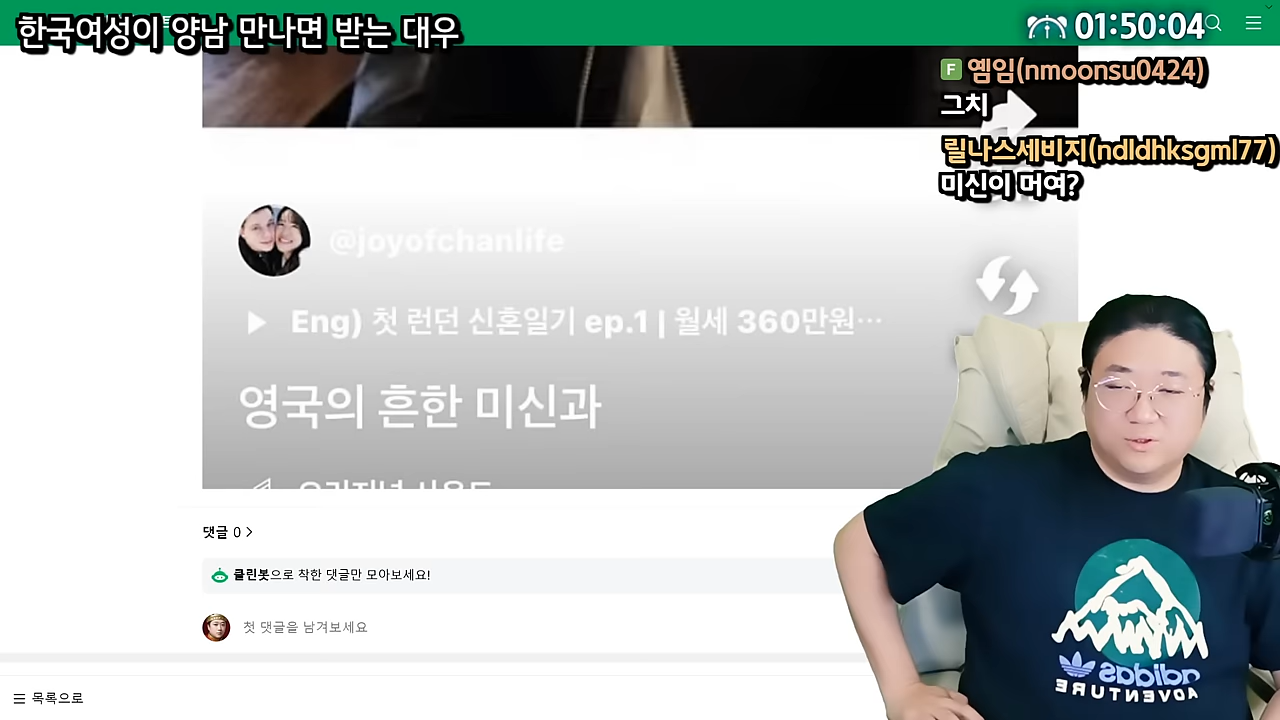 한국여성이 양남 만나면 받는 대우
01:50:04
F 옘임(nmoonsu0424)
그치
릴나스세비지(ndldhksgml77)
미신이 머여?
@joyofchanlife
Eng) 첫 런던 신혼일기 ep.1 | 월세 360만원…
영국의 흔한 미신과
댓글 0
클린봇으로 착한 댓글만 모아보세요!
첫 댓글을 남겨보세요
목록으로
adidas
ADVENTURE